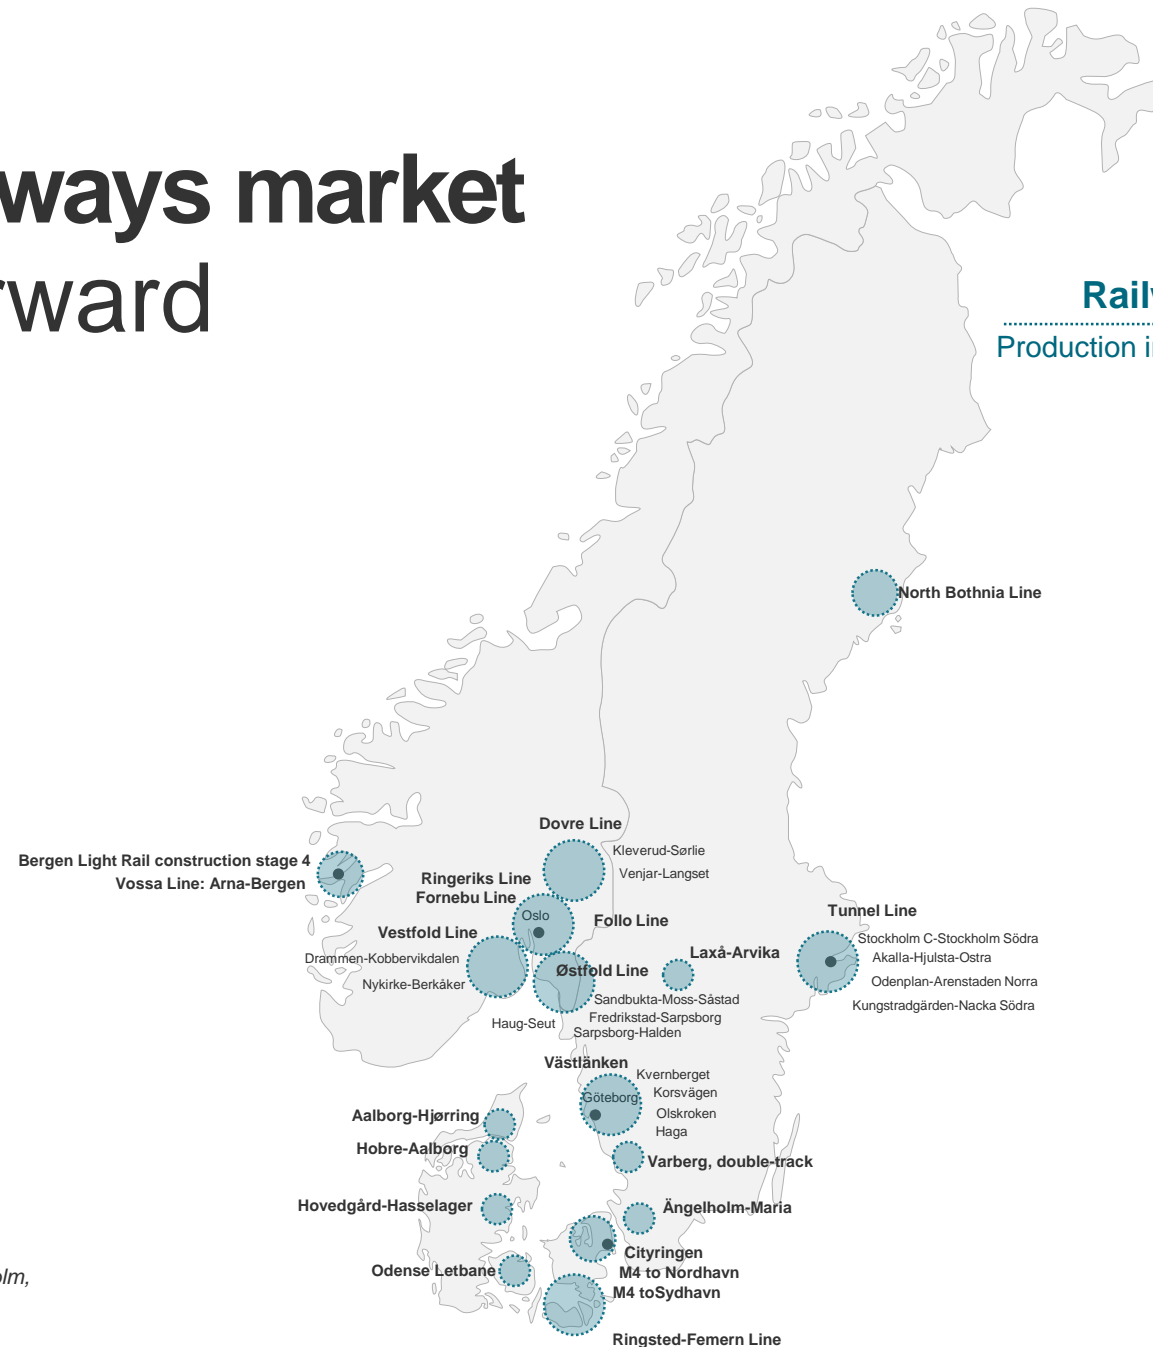 ways market
rward
Railw
Production in
North Bothnia Line
Dovre Line
Kleverud-Sørlie
Venjar-Langset
Bergen Light Rail construction stage 4
Vossa Line: Arna-Bergen
Ringeriks Line
Fornebu Line
Oslo
Follo Line
Vestfold Line
Drammen-Kobbervikdalen
Nykirke-Berkåker
Østfold Line
Sandbukta-Moss-Såstad
Fredrikstad-Sarpsborg
Haug-Seut
Sarpsborg-Halden
Laxå-Arvika
Tunnel Line
Stockholm C-Stockholm Södra
Akalla-Hjulsta-Ostra
Odenplan-Arenstaden Norra
Kungstradgården-Nacka Södra
Västlänken
Kvernberget
Göteborg
Korsvägen
Olskroken
Haga
Aalborg-Hjørring
Hobre-Aalborg
Varberg, double-track
Hovedgård-Hasselager
Ängelholm-Maria
Cityringen
M4 to Nordhavn
M4 toSydhavn
Odense Letbane
Ringsted-Femern Line
olm,